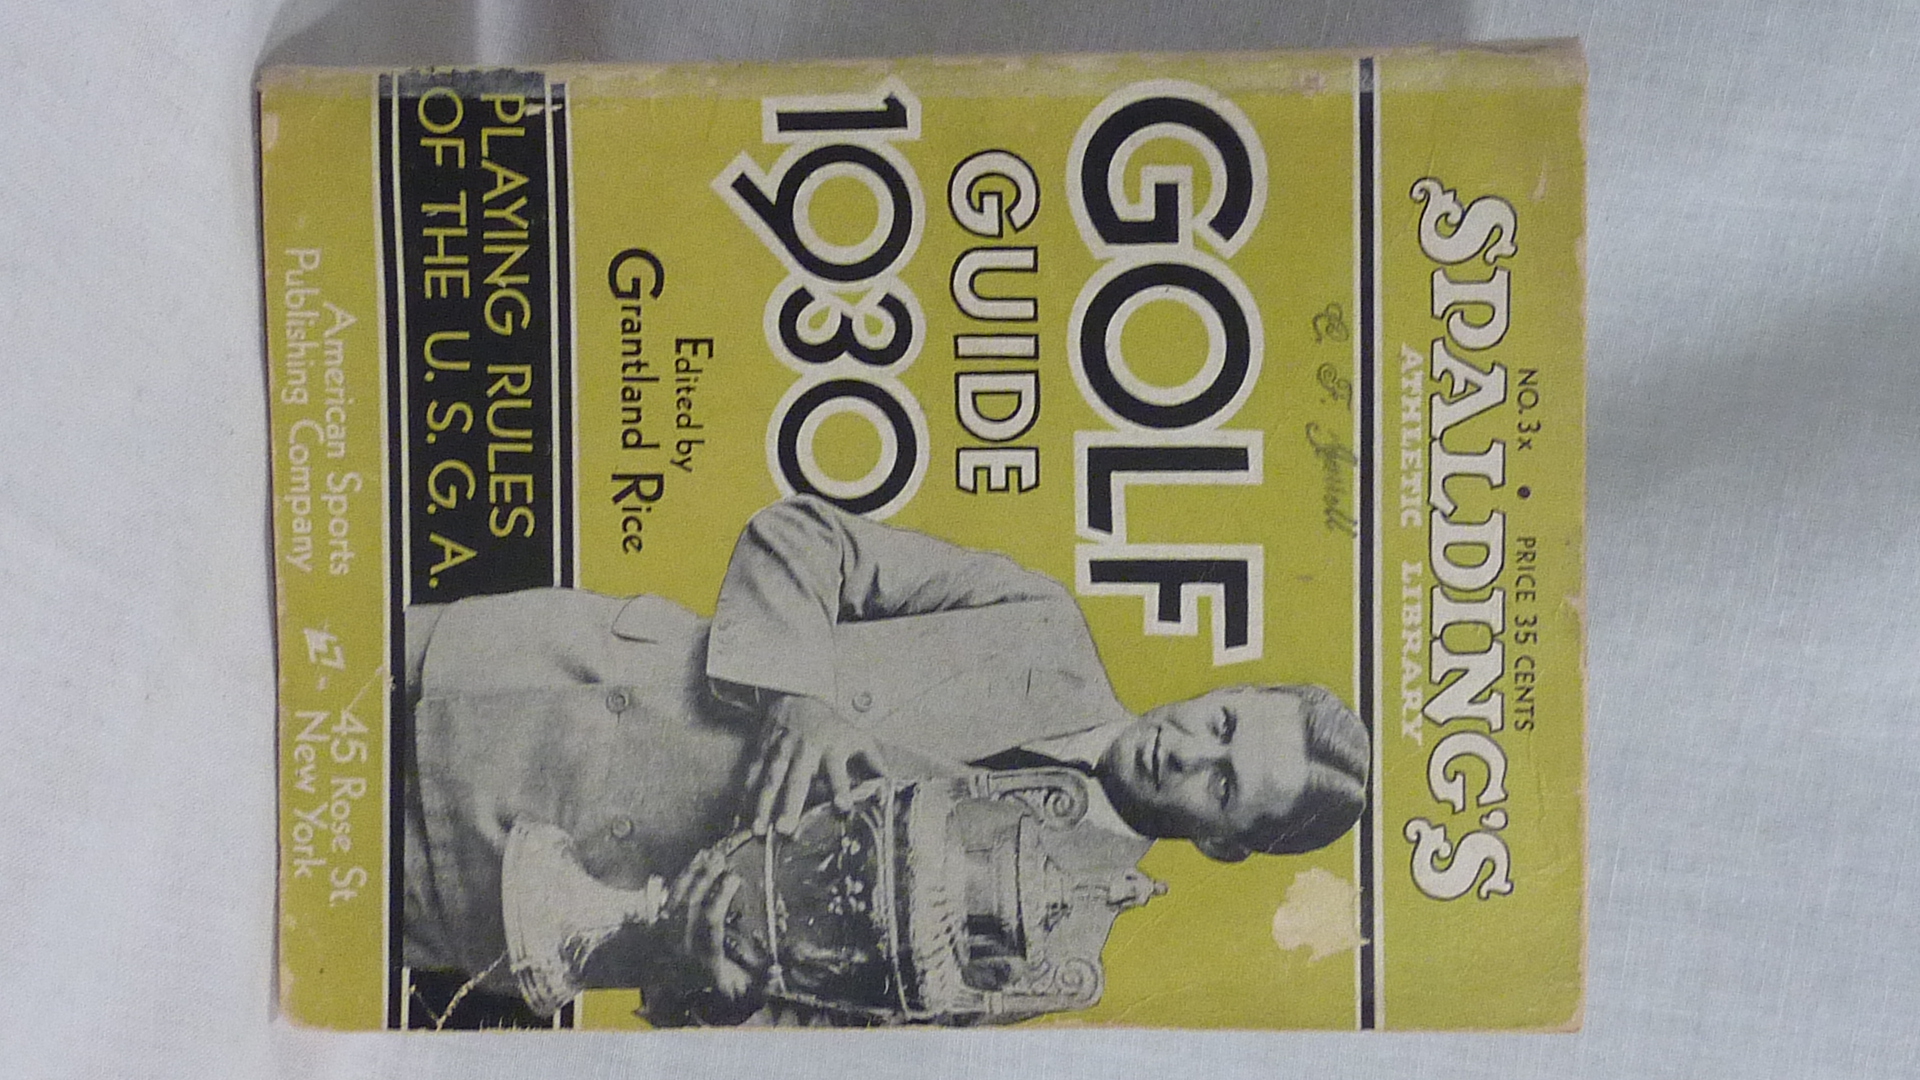 NO. 3x • PRICE 35 CENTS
SPALDING'S
ATHLETIC LIBRARY
C. F.
GOLF
GUIDE
1930
Edited by
Grantland Rice
PLAYING RULES
OF THE U. S. G. A.
American Sports 45 Rose St.
Publishing Company New York